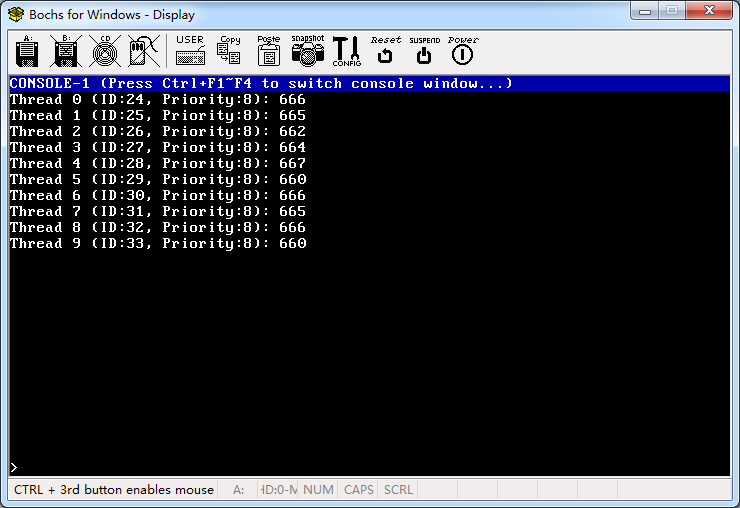 Bochs for Windows - Display
A: B: CD USER Copy Paste snapshot CONFIG Reset SUSPEND Power
CONSOLE-1 (Press Ctrl+F1~F4 to switch console window...)
Thread 0 (ID:24, Priority:8): 666
Thread 1 (ID:25, Priority:8): 665
Thread 2 (ID:26, Priority:8): 662
Thread 3 (ID:27, Priority:8): 664
Thread 4 (ID:28, Priority:8): 667
Thread 5 (ID:29, Priority:8): 660
Thread 6 (ID:30, Priority:8): 666
Thread 7 (ID:31, Priority:8): 665
Thread 8 (ID:32, Priority:8): 666
Thread 9 (ID:33, Priority:8): 660
>
CTRL + 3rd button enables mouse A: HD:0-M NUM CAPS SCRL